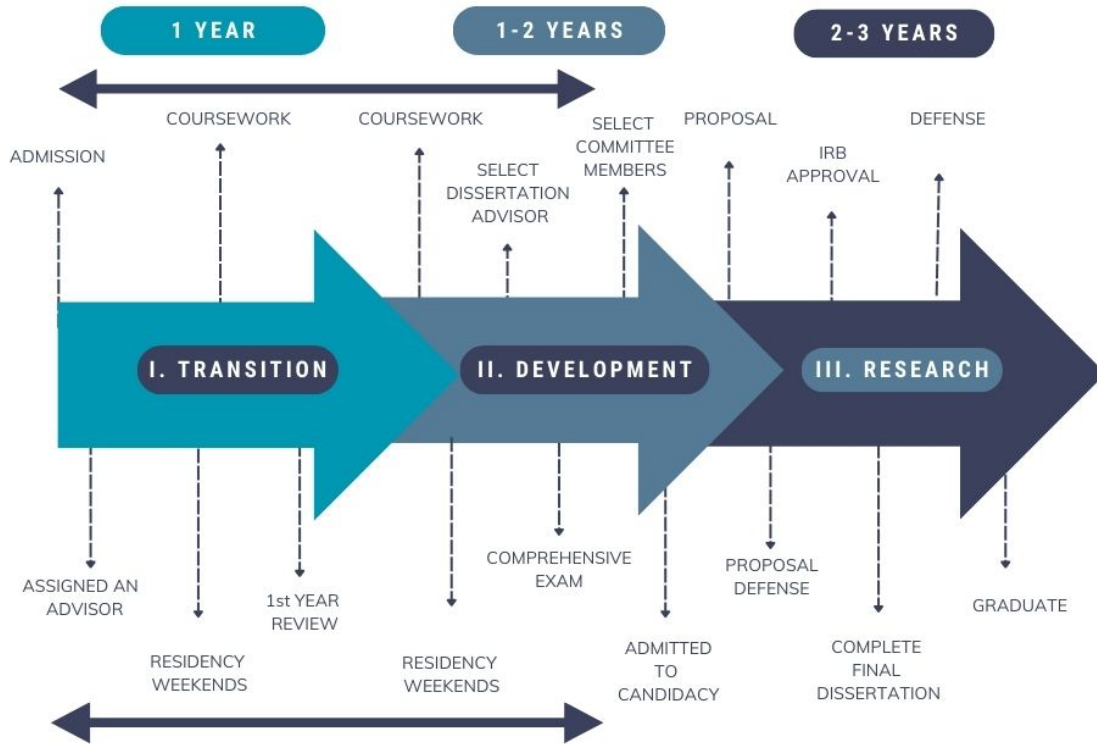 1 YEAR
1-2 YEARS
2-3 YEARS
ADMISSION
COURSEWORK
COURSEWORK
SELECT
DISSERTATION
ADVISOR
SELECT
COMMITTEE
MEMBERS
PROPOSAL
IRB
APPROVAL
DEFENSE
I. TRANSITION
II. DEVELOPMENT
III. RESEARCH
ASSIGNED AN
ADVISOR
RESIDENCY
WEEKENDS
1st YEAR
REVIEW
RESIDENCY
WEEKENDS
COMPREHENSIVE
EXAM
ADMITTED
TO
CANDIDACY
PROPOSAL
DEFENSE
COMPLETE
FINAL
DISSERTATION
GRADUATE